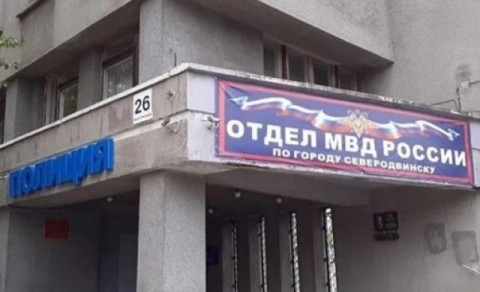 ПОЛИЦИЯ
26
ОТДЕЛ МВД РОССИИ
ПО ГОРОДУ СЕВЕРОДВИНСКУ